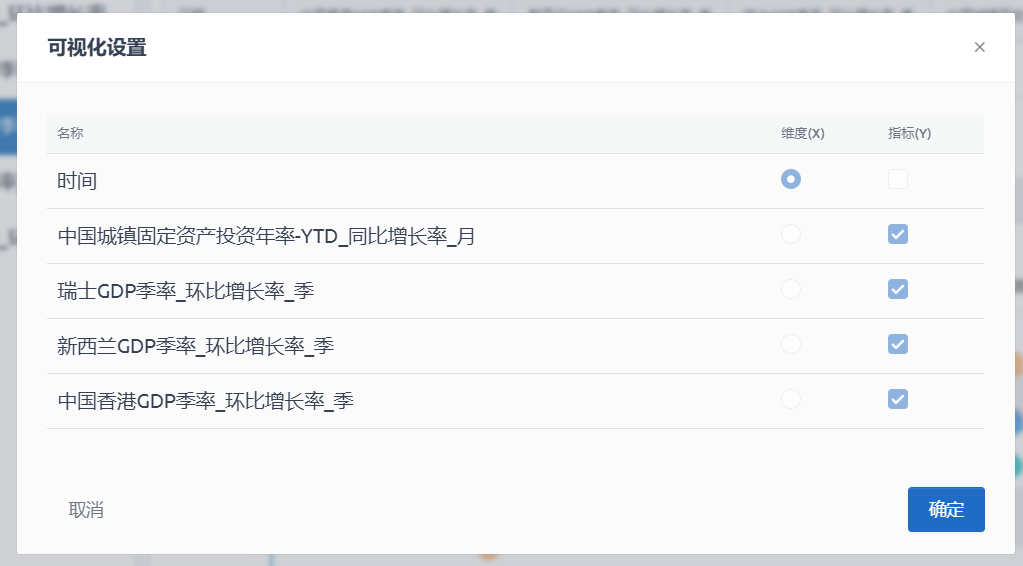 可视化设置
×
名称 维度(X) 指标(Y)
时间
中国城镇固定资产投资年率-YTD_同比增长率_月
瑞士GDP季率_环比增长率_季
新西兰GDP季率_环比增长率_季
中国香港GDP季率_环比增长率_季
取消 确定